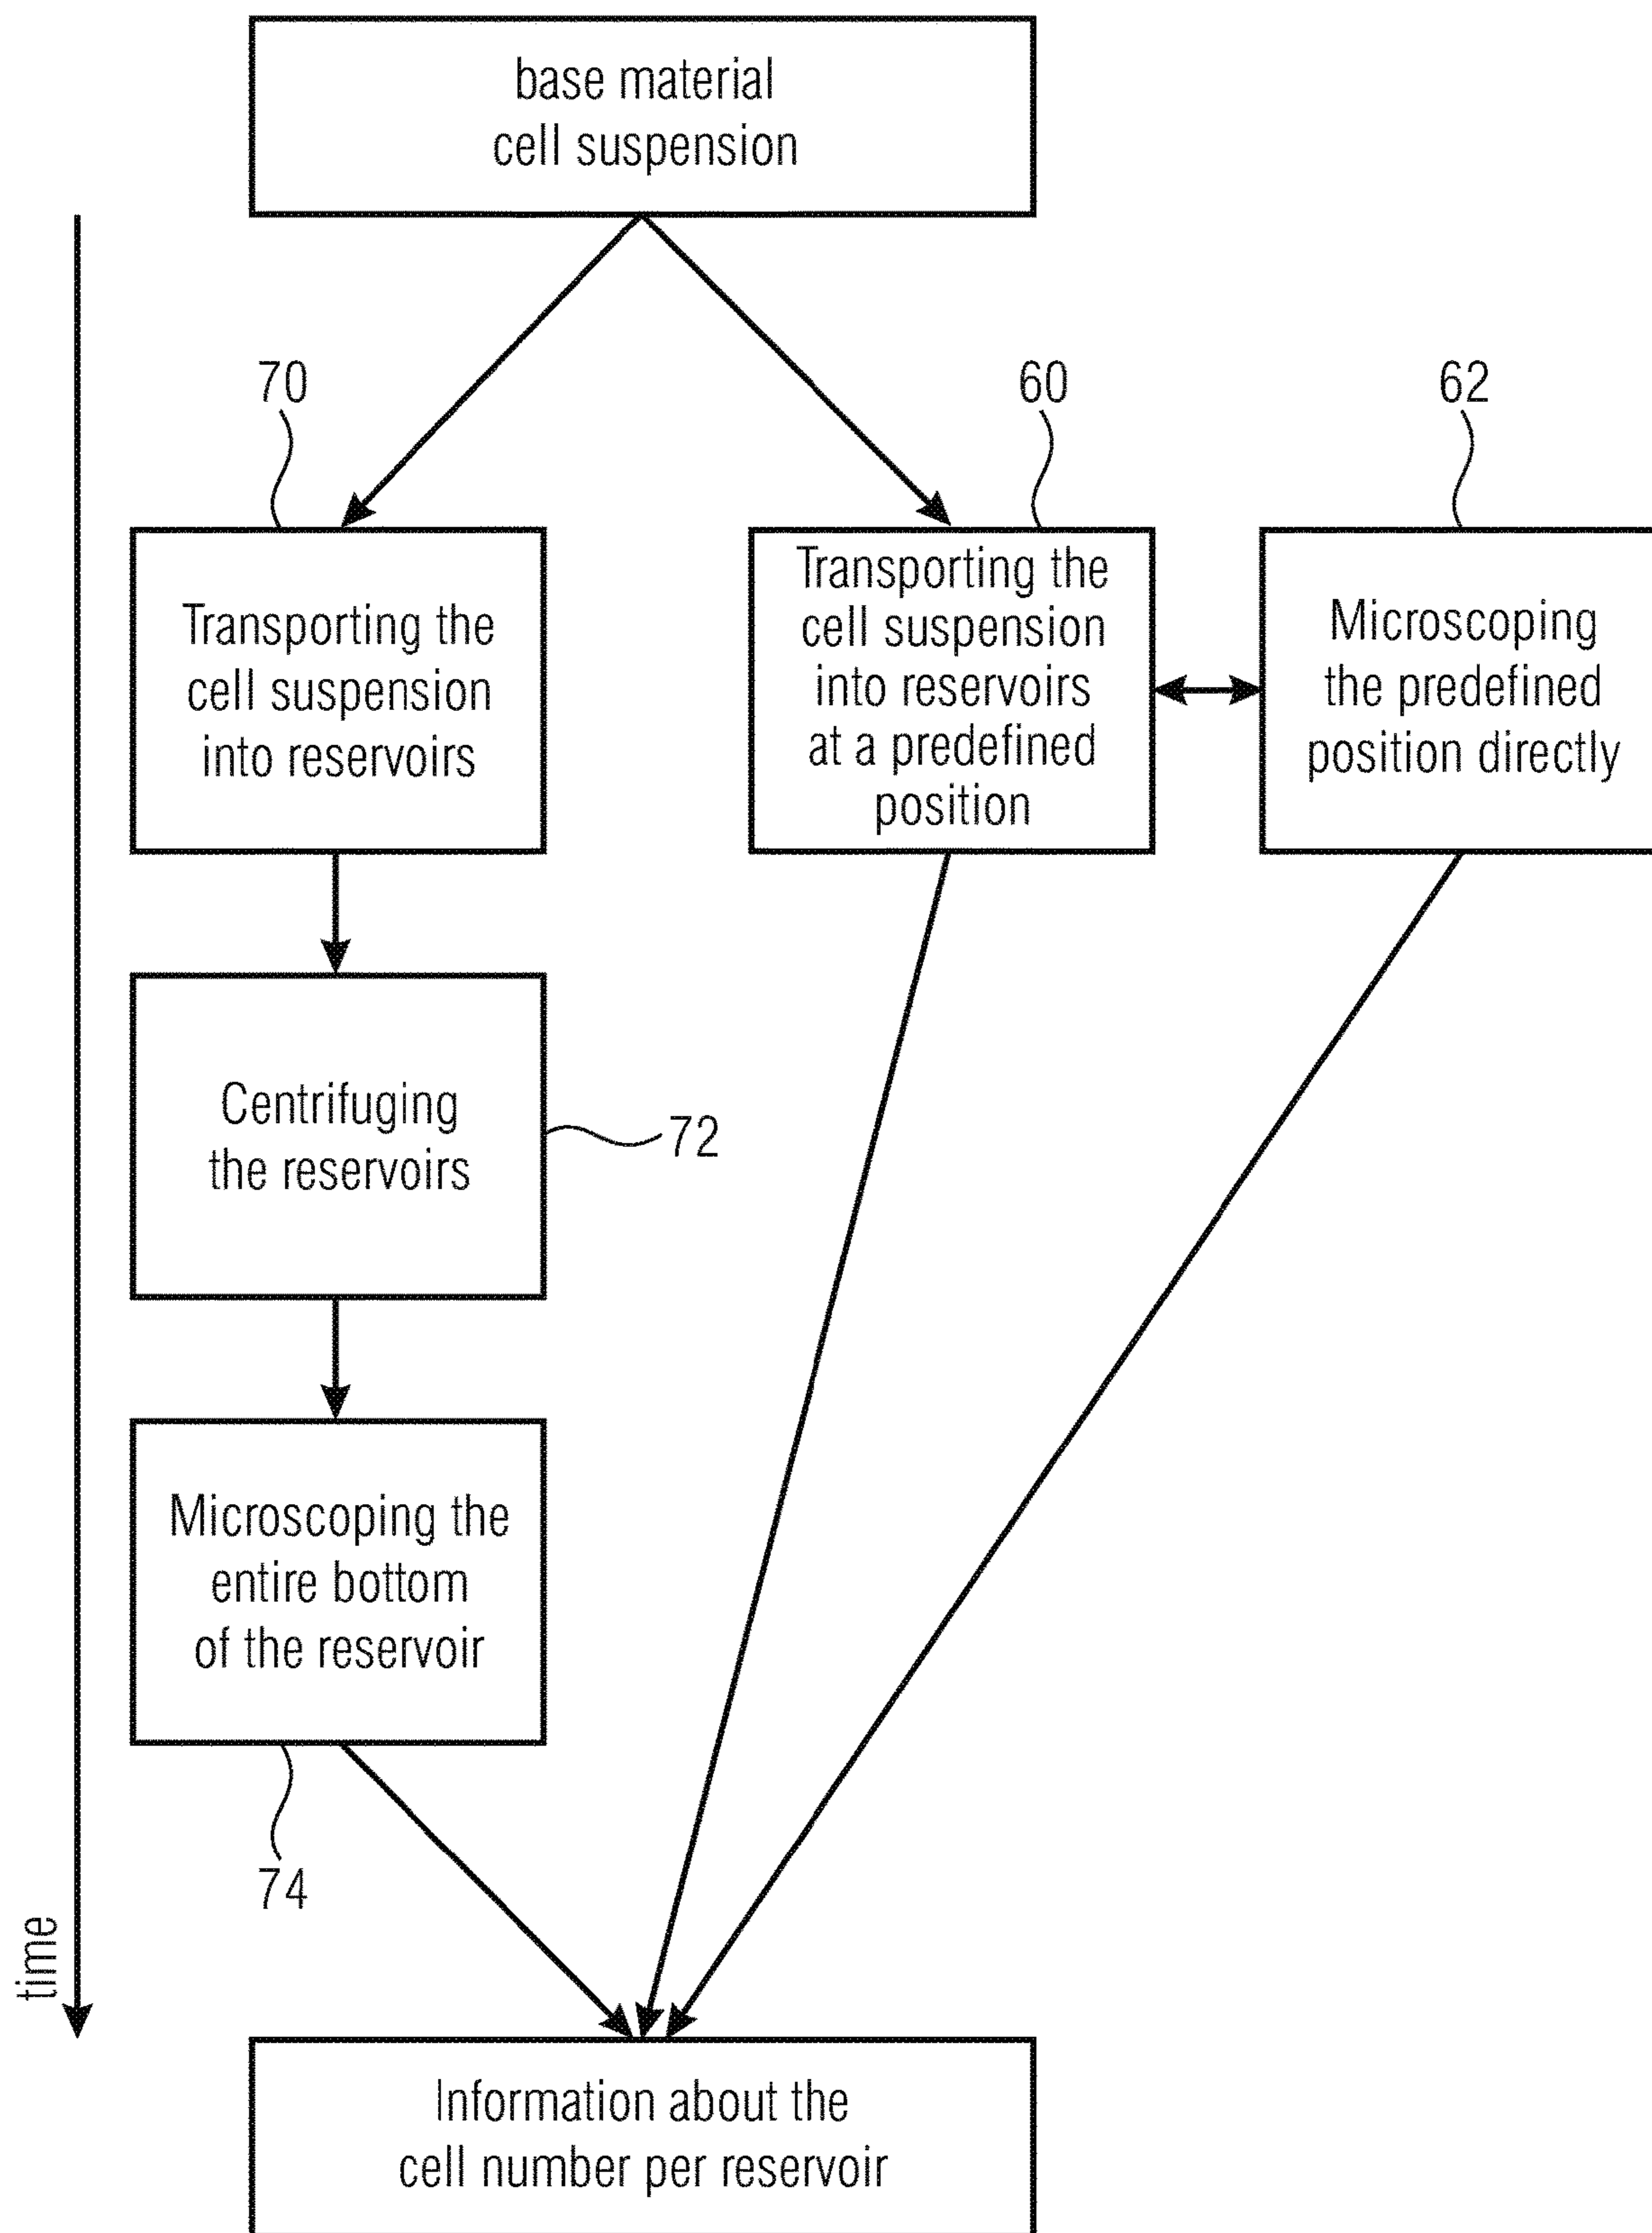 base material
cell suspension
70
60
62
Transporting the
cell suspension
into reservoirs
Transporting the
cell suspension
into reservoirs
at a predefined
position
Microscoping
the predefined
position directly
Centrifuging
the reservoirs
72
Microscoping the
entire bottom
of the reservoir
74
time
Information about the
cell number per reservoir